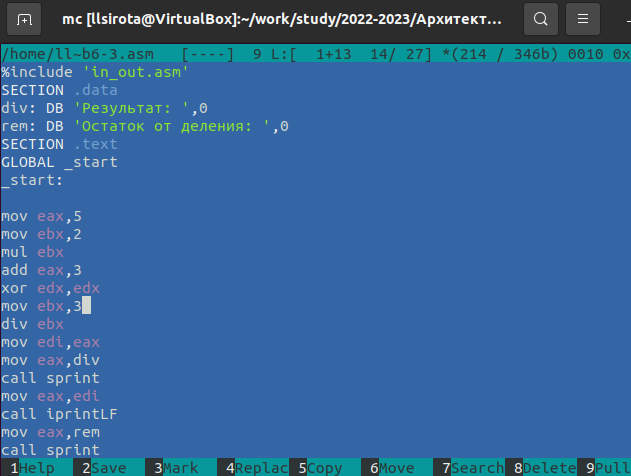 mc [llsirota@VirtualBox]:~/work/study/2022-2023/Архитект...
/home/ll~b6-3.asm   [----]  9 L:[  1+13  14/ 27] *(214 / 346b) 0010 0x
%include 'in_out.asm'
SECTION .data
div: DB 'Результат: ',0
rem: DB 'Остаток от деления: ',0
SECTION .text
GLOBAL _start
_start:
mov eax,5
mov ebx,2
mul ebx
add eax,3
xor edx,edx
mov ebx,3
div ebx
mov edi,eax
mov eax,div
call sprint
mov eax,edi
call iprintLF
mov eax,rem
call sprint
1Help  2Save  3Mark  4Replac 5Copy  6Move  7Search 8Delete 9Pull